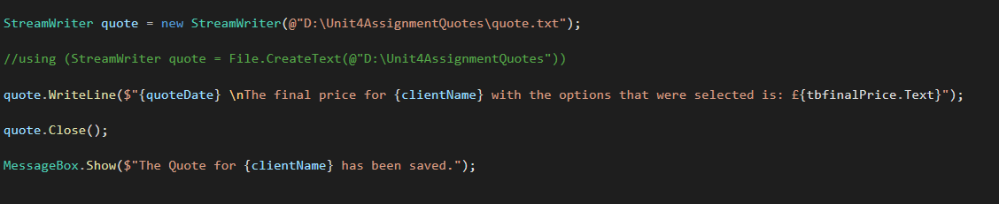 StreamWriter quote = new StreamWriter(@"D:\Unit4AssignmentQuotes\quote.txt");
//using (StreamWriter quote = File.CreateText(@"D:\Unit4AssignmentQuotes"))
quote.WriteLine($"{quoteDate} \nThe final price for {clientName} with the options that were selected is: £{tbfinalPrice.Text}");
quote.Close();
MessageBox.Show($"The Quote for {clientName} has been saved.");